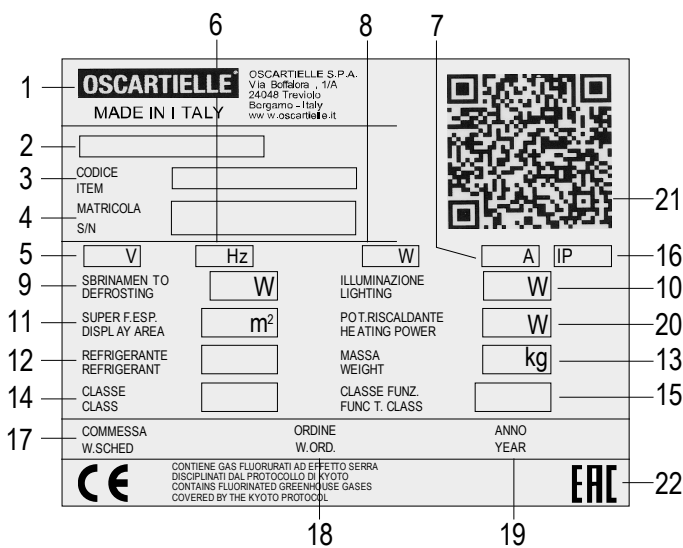 6 8 7
1 OSCARTIELLE® OSCARTIELLE S.P.A.
Via Boffalora , 1/A
24048 Treviolo
Bergamo - Italy
ww w.oscartielle.it
MADE IN I TALY
2
3 CODICE
ITEM
4 MATRICOLA
S/N
21
5 V Hz W A IP 16
9 SBRINAMEN TO
DEFROSTING W ILLUMINAZIONE
LIGHTING W 10
11 SUPER F.ESP.
DISPLAY AREA m² POT.RISCALDANTE
HEATING POWER W 20
12 REFRIGERANTE
REFRIGERANT MASSA
WEIGHT kg 13
14 CLASSE
CLASS CLASSE FUNZ.
FUNC T. CLASS 15
17 COMMESSA ORDINE ANNO
W.SCHED W.ORD. YEAR
CE CONTIENE GAS FLUORURATI AD EFFETTO SERRA
DISCIPLINATI DAL PROTOCOLLO DI KYOTO
CONTAINS FLUORINATED GREENHOUSE GASES
COVERED BY THE KYOTO PROTOCOL
EAC 22
18 19